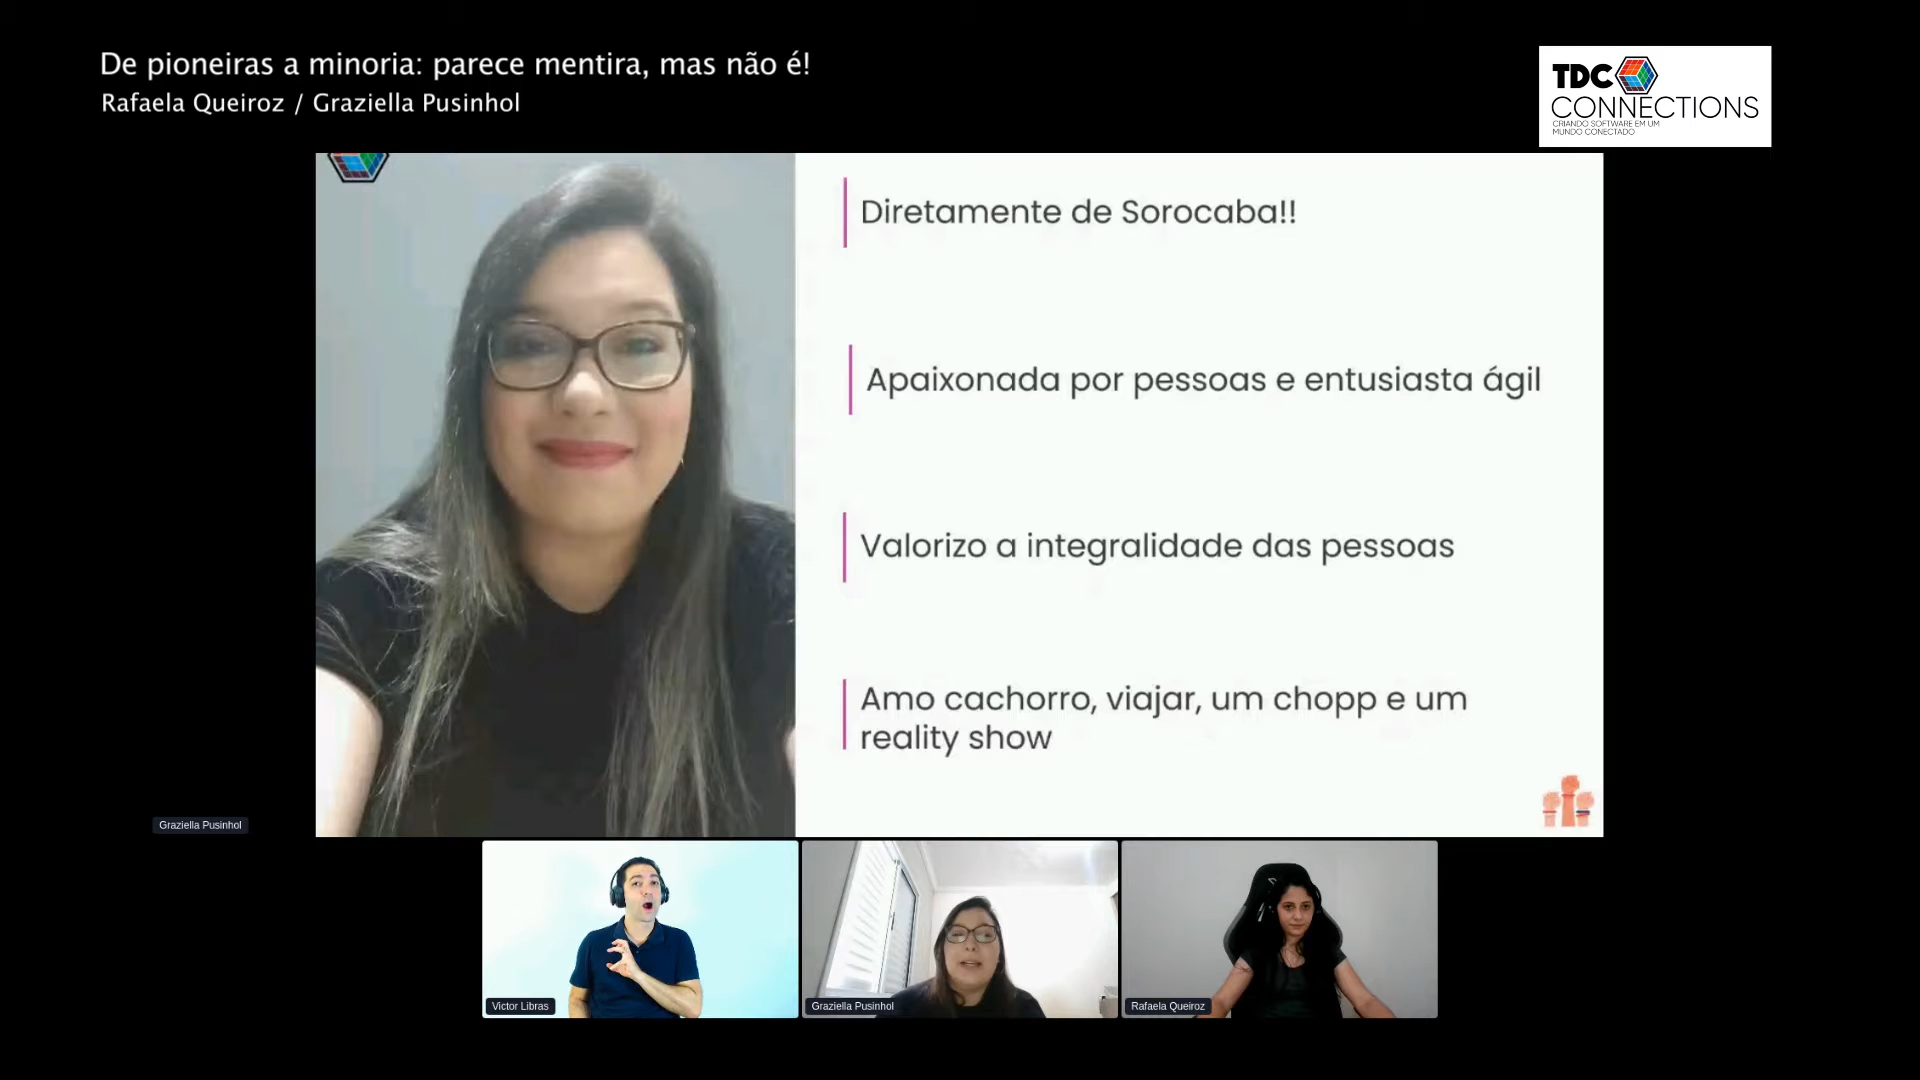 De pioneiras a minoria: parece mentira, mas não é!
Rafaela Queiroz / Graziella Pusinhol
TDC
CONNECTIONS
CRIANDO SOFTWARE EM UM
MUNDO CONECTADO
Diretamente de Sorocaba!!
Apaixonada por pessoas e entusiasta ágil
Valorizo a integralidade das pessoas
Amo cachorro, viajar, um chopp e um
reality show
Graziella Pusinhol
Victor Libras
Graziella Pusinhol
Rafaela Queiroz